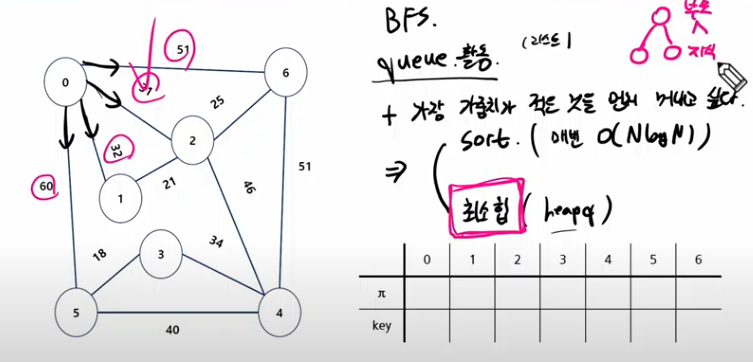 BFS.
queue 활용. (리스트)
+ 가장 가중치가 적은 것들 먼저 꺼내고 싶다.
sort. (매번 O(NlogN))
⇒ 최소힙 (heapq)
부모
∧
자식
0
51
6
31
25
2
32
51
60
1
21
46
18
3
34
5
40
4
0 1 2 3 4 5 6
π
key